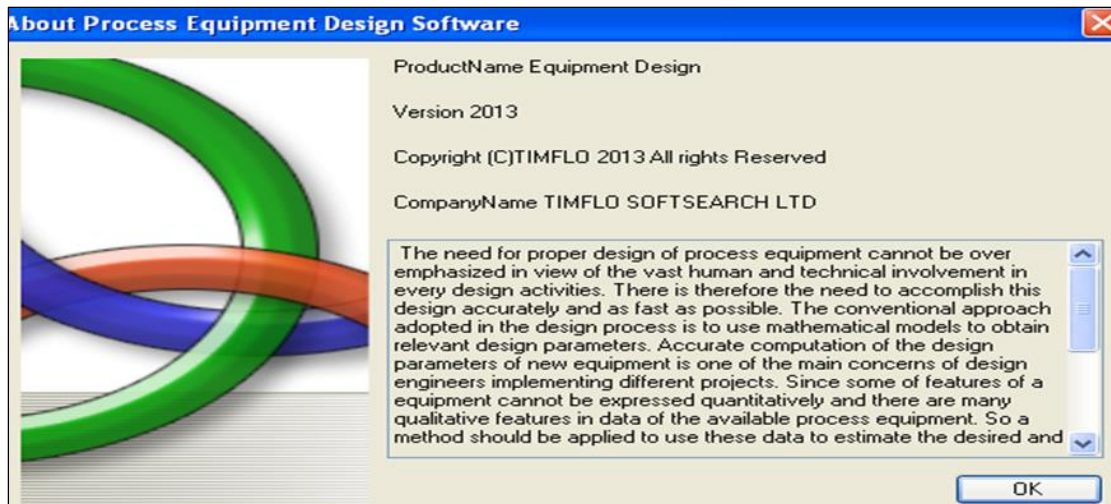 About Process Equipment Design Software
ProductName Equipment Design
Version 2013
Copyright (C)TIMFLO 2013 All rights Reserved
CompanyName TIMFLO SOFTSEARCH LTD
The need for proper design of process equipment cannot be over
emphasized in view of the vast human and technical involvement in
every design activities. There is therefore the need to accomplish this
design accurately and as fast as possible. The conventional approach
adopted in the design process is to use mathematical models to obtain
relevant design parameters. Accurate computation of the design
parameters of new equipment is one of the main concerns of design
engineers implementing different projects. Since some of features of a
equipment cannot be expressed quantitatively and there are many
qualitative features in data of the available process equipment. So a
method should be applied to use these data to estimate the desired and
OK